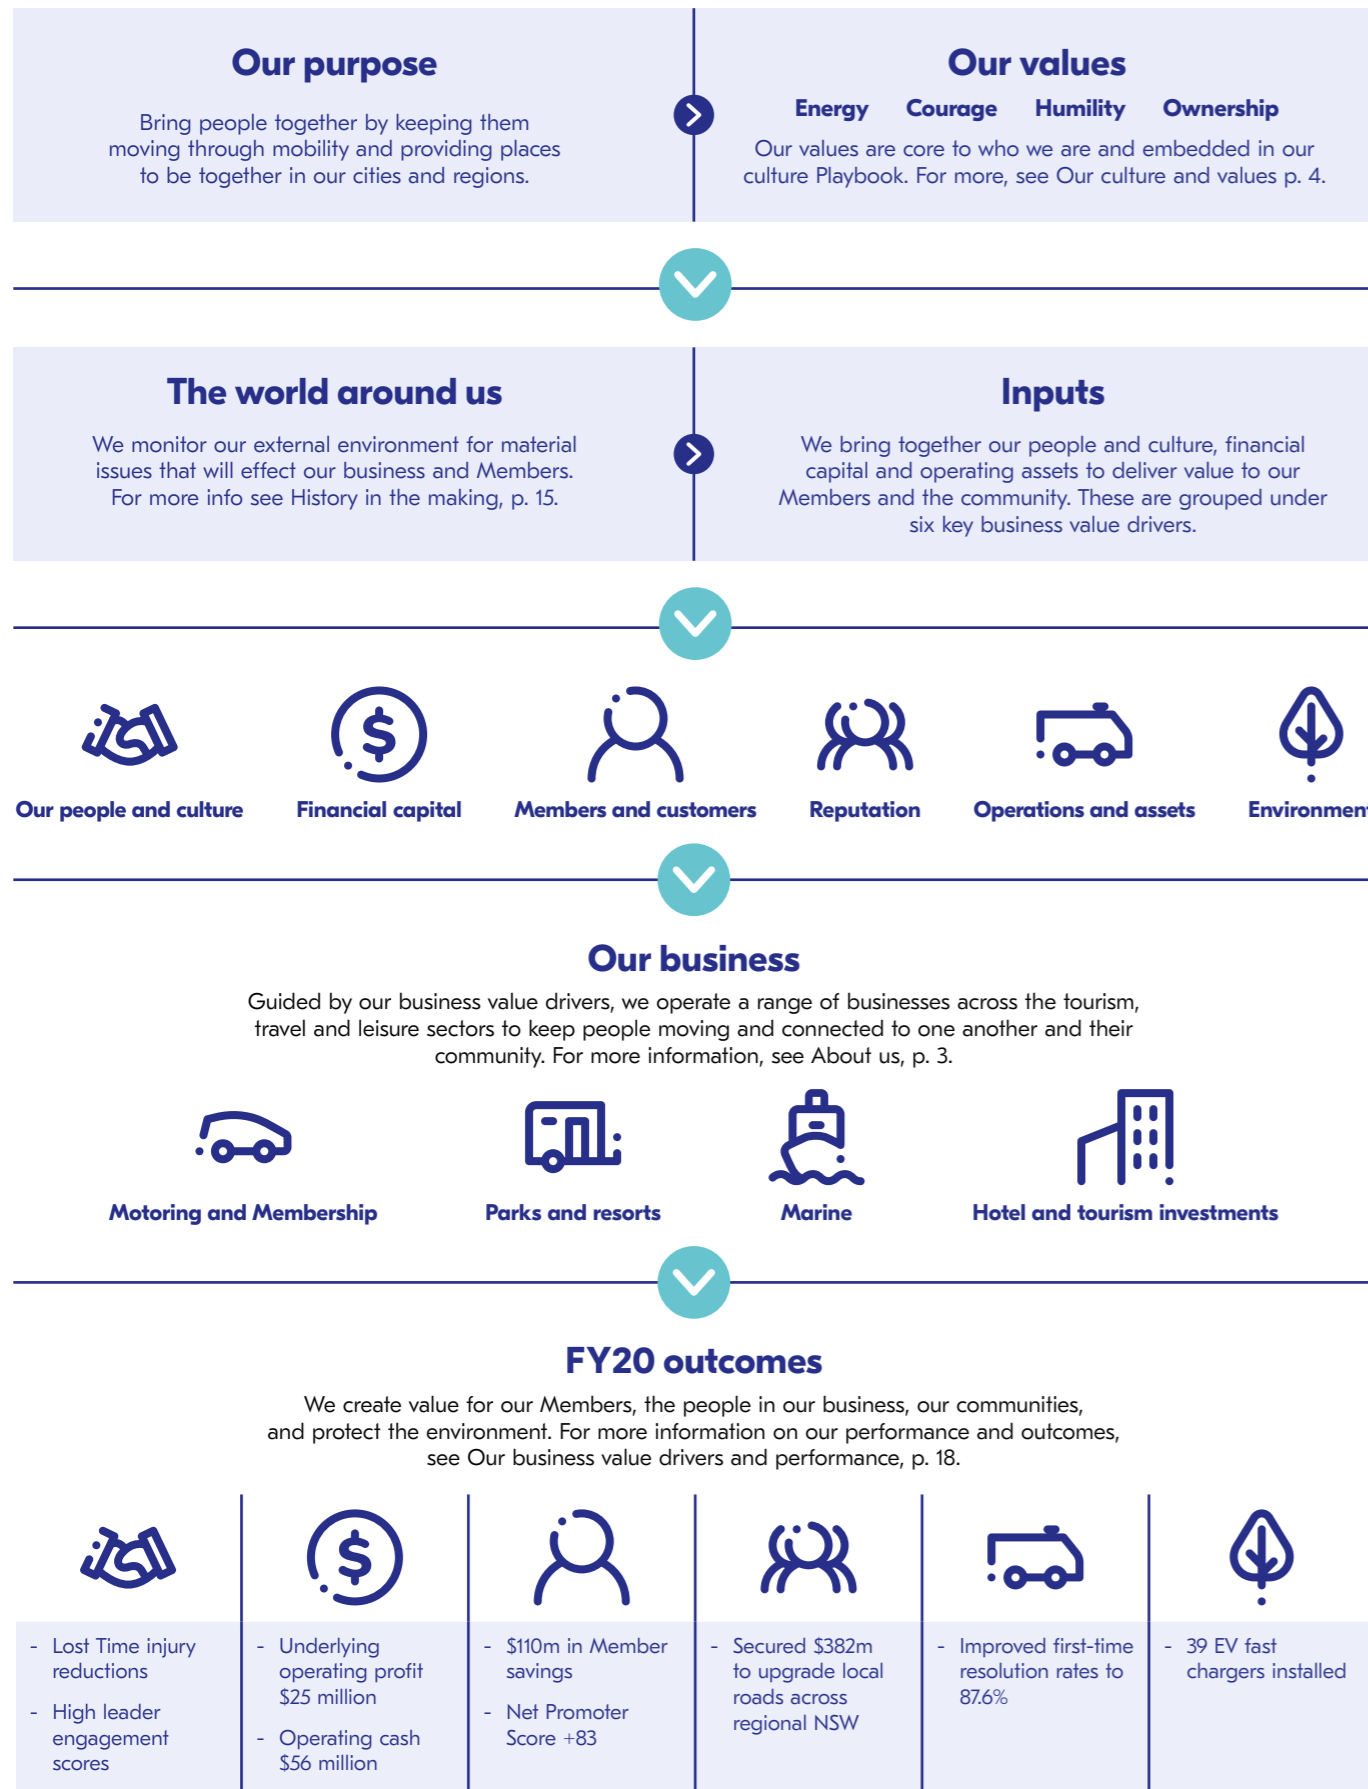 Our purpose
Bring people together by keeping them
moving through mobility and providing places
to be together in our cities and regions.
Our values
Energy Courage Humility Ownership
Our values are core to who we are and embedded in our
culture Playbook. For more, see Our culture and values p. 4.
The world around us
We monitor our external environment for material
issues that will effect our business and Members.
For more info see History in the making, p. 15.
Inputs
We bring together our people and culture, financial
capital and operating assets to deliver value to our
Members and the community. These are grouped under
six key business value drivers.
Our people and culture
Financial capital
Members and customers
Reputation
Operations and assets
Environment
Our business
Guided by our business value drivers, we operate a range of businesses across the tourism,
travel and leisure sectors to keep people moving and connected to one another and their
community. For more information, see About us, p. 3.
Motoring and Membership
Parks and resorts
Marine
Hotel and tourism investments
FY20 outcomes
We create value for our Members, the people in our business, our communities,
and protect the environment. For more information on our performance and outcomes,
see Our business value drivers and performance, p. 18.
- Lost Time injury
reductions
- High leader
engagement
scores
- Underlying
operating profit
$25 million
- Operating cash
$56 million
- $110m in Member
savings
- Net Promoter
Score +83
- Secured $382m
to upgrade local
roads across
regional NSW
- Improved first-time
resolution rates to
87.6%
- 39 EV fast
chargers installed